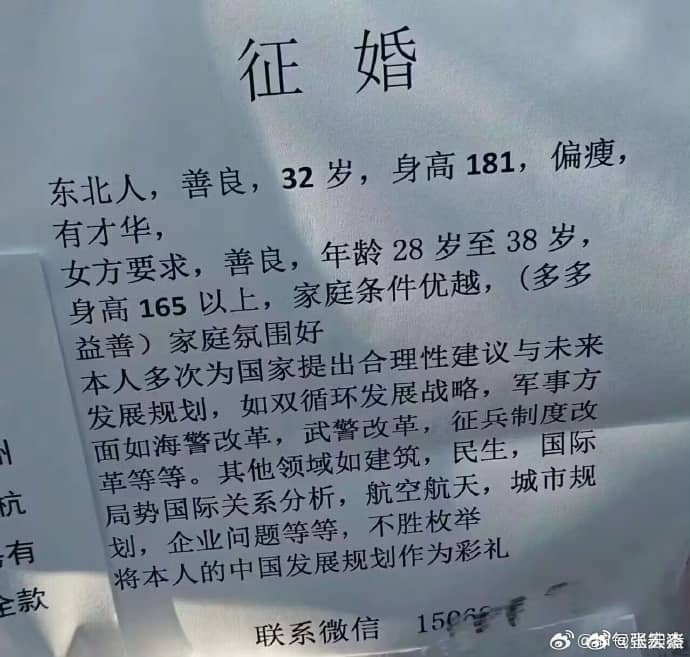 征 婚
东北人，善良，32 岁，身高 181，偏瘦，
有才华，
女方要求，善良，年龄 28 岁至 38 岁，
身高 165 以上，家庭条件优越，（多多
益善）家庭氛围好
本人多次为国家提出合理性建议与未来
发展规划，如双循环发展战略，军事方
面如海警改革，武警改革，征兵制度改
革等等。其他领域如建筑，民生，国际
局势国际关系分析，航空航天，城市规
划，企业问题等等，不胜枚举
将本人的中国发展规划作为彩礼
联系微信 1506
州
杭
有
全款